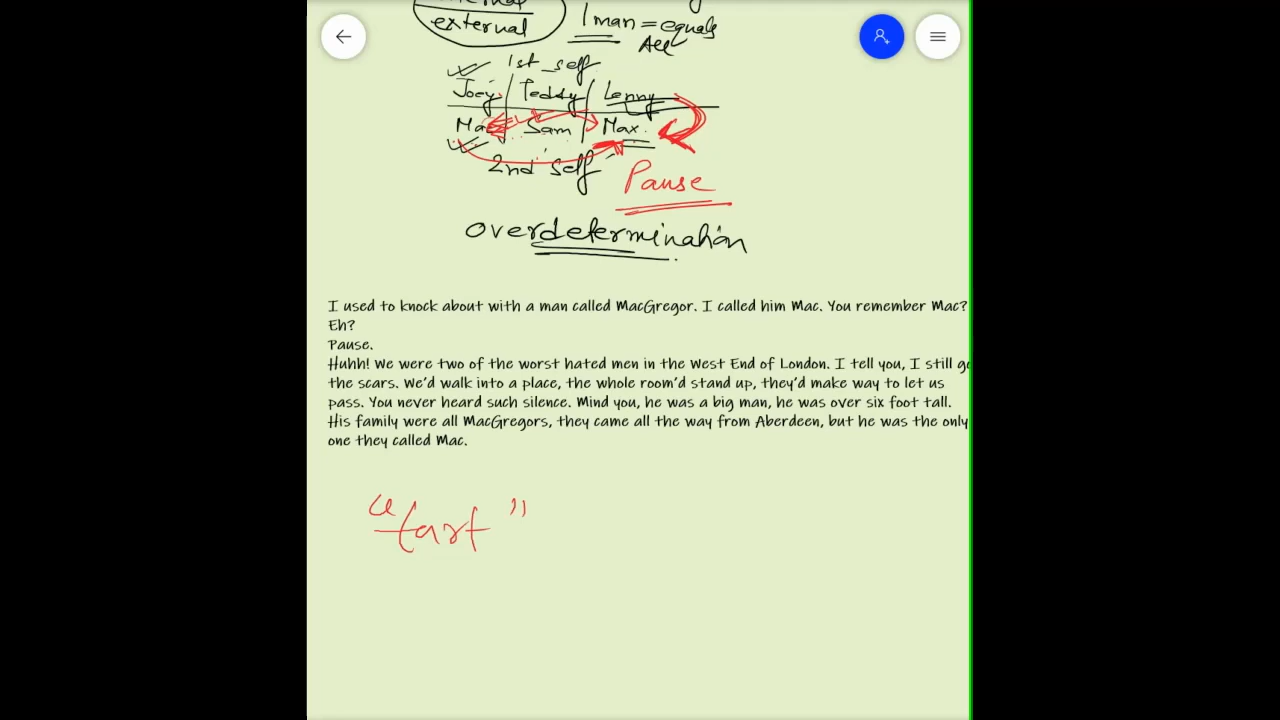 external
1 man = equals
All
1st self
Joey Teddy Lenny
Mac Sam Max
2nd self
Pause
overdetermination
I used to knock about with a man called MacGregor. I called him Mac. You remember Mac?
Eh?
Pause.
Huhh! We were two of the worst hated men in the West End of London. I tell you, I still go
the scars. We'd walk into a place, the whole room'd stand up, they'd make way to let us
pass. You never heard such silence. Mind you, he was a big man, he was over six foot tall.
His family were all MacGregors, they came all the way from Aberdeen, but he was the only
one they called Mac.
"tart"